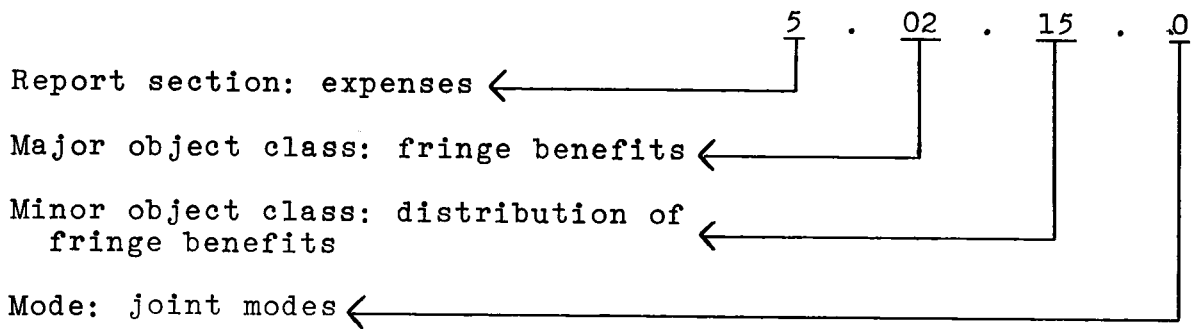 5 . 02 . 15 . 0
Report section: expenses
Major object class: fringe benefits
Minor object class: distribution of
fringe benefits
Mode: joint modes